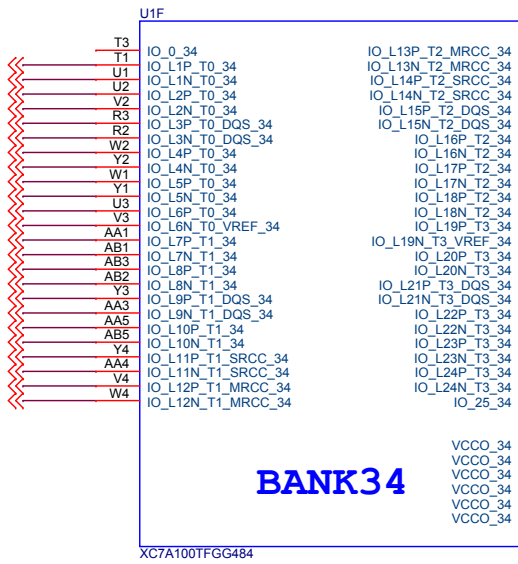 U1F
T3 IO_0_34 IO_L13P_T2_MRCC_34
T1 IO_L1P_T0_34 IO_L13N_T2_MRCC_34
U1 IO_L1N_T0_34 IO_L14P_T2_SRCC_34
U2 IO_L2P_T0_34 IO_L14N_T2_SRCC_34
V2 IO_L2N_T0_34 IO_L15P_T2_DQS_34
R3 IO_L3P_T0_DQS_34 IO_L15N_T2_DQS_34
R2 IO_L3N_T0_DQS_34 IO_L16P_T2_34
W2 IO_L4P_T0_34 IO_L16N_T2_34
Y2 IO_L4N_T0_34 IO_L17P_T2_34
W1 IO_L5P_T0_34 IO_L17N_T2_34
Y1 IO_L5N_T0_34 IO_L18P_T2_34
U3 IO_L6P_T0_34 IO_L18N_T2_34
V3 IO_L6N_T0_VREF_34 IO_L19P_T3_34
AA1 IO_L7P_T1_34 IO_L19N_T3_VREF_34
AB1 IO_L7N_T1_34 IO_L20P_T3_34
AB3 IO_L8P_T1_34 IO_L20N_T3_34
AB2 IO_L8N_T1_34 IO_L21P_T3_DQS_34
Y3 IO_L9P_T1_DQS_34 IO_L21N_T3_DQS_34
AA3 IO_L9N_T1_DQS_34 IO_L22P_T3_34
AA5 IO_L10P_T1_34 IO_L22N_T3_34
AB5 IO_L10N_T1_34 IO_L23P_T3_34
Y4 IO_L11P_T1_SRCC_34 IO_L23N_T3_34
AA4 IO_L11N_T1_SRCC_34 IO_L24P_T3_34
V4 IO_L12P_T1_MRCC_34 IO_L24N_T3_34
W4 IO_L12N_T1_MRCC_34 IO_25_34
VCCO_34
VCCO_34
VCCO_34
VCCO_34
VCCO_34
VCCO_34
BANK34
XC7A100TFGG484